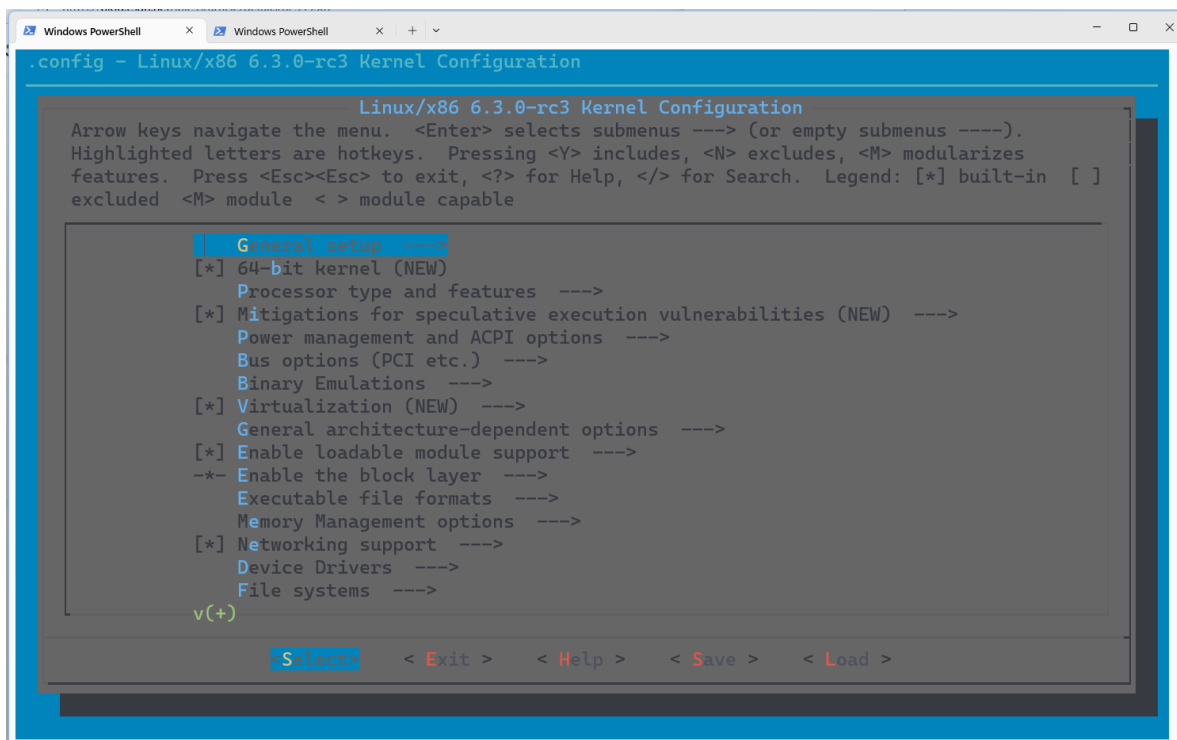 Windows PowerShell
Windows PowerShell
.config - Linux/x86 6.3.0-rc3 Kernel Configuration
Linux/x86 6.3.0-rc3 Kernel Configuration
Arrow keys navigate the menu.  <Enter> selects submenus ---> (or empty submenus ----).
Highlighted letters are hotkeys.  Pressing <Y> includes, <N> excludes, <M> modularizes
features.  Press <Esc><Esc> to exit, <?> for Help, </> for Search.  Legend: [*] built-in  [ ]
excluded  <M> module  < > module capable
General setup  --->
[*] 64-bit kernel (NEW)
Processor type and features  --->
[*] Mitigations for speculative execution vulnerabilities (NEW)  --->
Power management and ACPI options  --->
Bus options (PCI etc.)  --->
Binary Emulations  --->
[*] Virtualization (NEW)  --->
General architecture-dependent options  --->
[*] Enable loadable module support  --->
-*- Enable the block layer  --->
Executable file formats  --->
Memory Management options  --->
[*] Networking support  --->
Device Drivers  --->
File systems  --->
v(+)
<Select>    < Exit >    < Help >    < Save >    < Load >